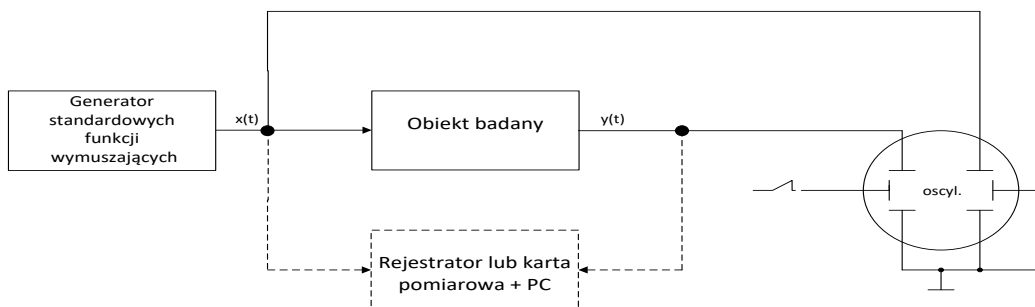 Generator
standardowych
funkcji
wymuszających
x(t)
Obiekt badany
y(t)
oscyl.
Rejestrator lub karta
pomiarowa + PC